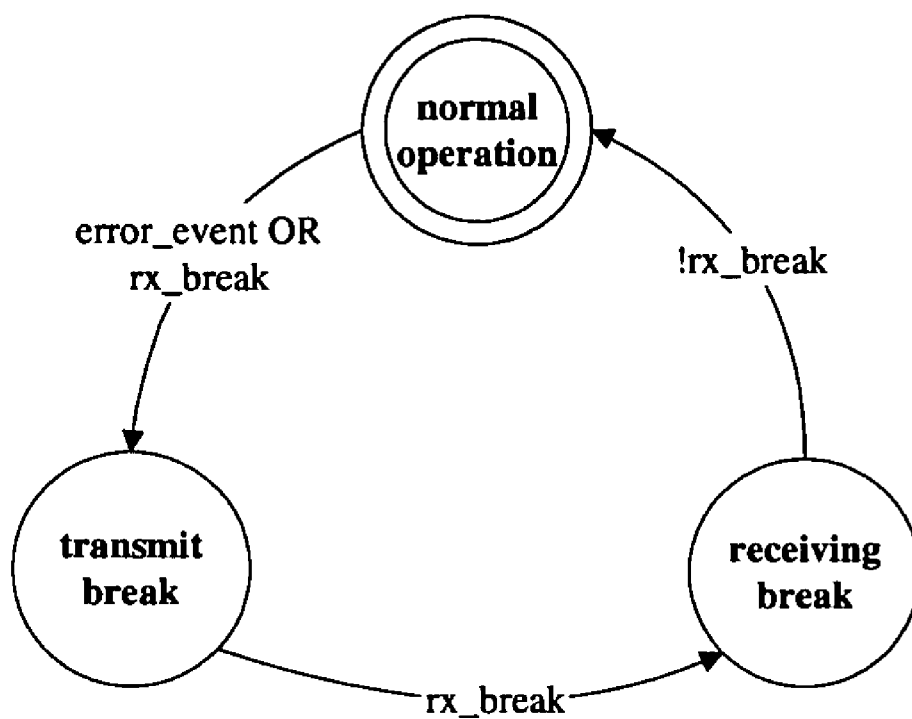 normal
operation
error_event OR
rx_break
!rx_break
transmit
break
receiving
break
rx_break